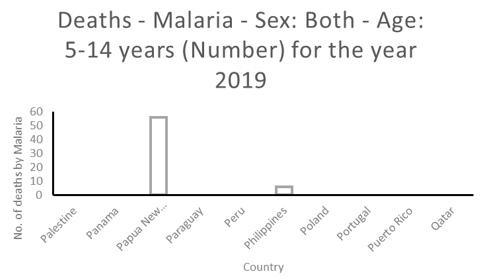 Deaths - Malaria - Sex: Both - Age:
5-14 years (Number) for the year
2019
No. of deaths by Malaria
60
50
40
30
20
10
0
Palestine
Panama
Papua New...
Paraguay
Peru
Philippines
Poland
Portugal
Puerto Rico
Qatar
Country